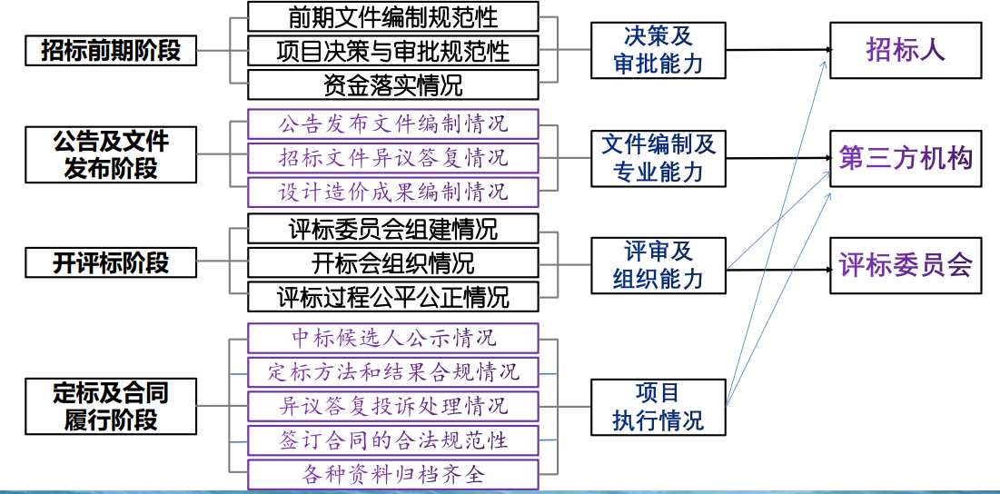 招标前期阶段
前期文件编制规范性
项目决策与审批规范性
资金落实情况
决策及
审批能力
招标人
公告及文件
发布阶段
公告发布文件编制情况
招标文件异议答复情况
设计造价成果编制情况
文件编制及
专业能力
第三方机构
开评标阶段
评标委员会组建情况
开标会组织情况
评标过程公平公正情况
评审及
组织能力
评标委员会
定标及合同
履行阶段
中标候选人公示情况
定标方法和结果合规情况
异议答复投诉处理情况
签订合同的合法规范性
各种资料归档齐全
项目
执行情况